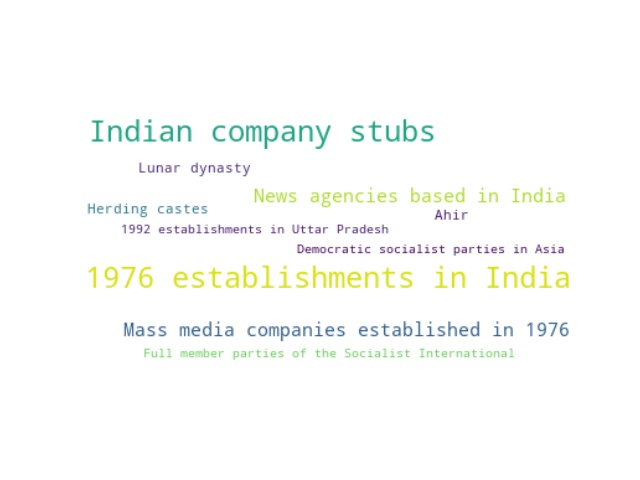 Indian company stubs
Lunar dynasty
News agencies based in India
Herding castes
Ahir
1992 establishments in Uttar Pradesh
Democratic socialist parties in Asia
1976 establishments in India
Mass media companies established in 1976
Full member parties of the Socialist International